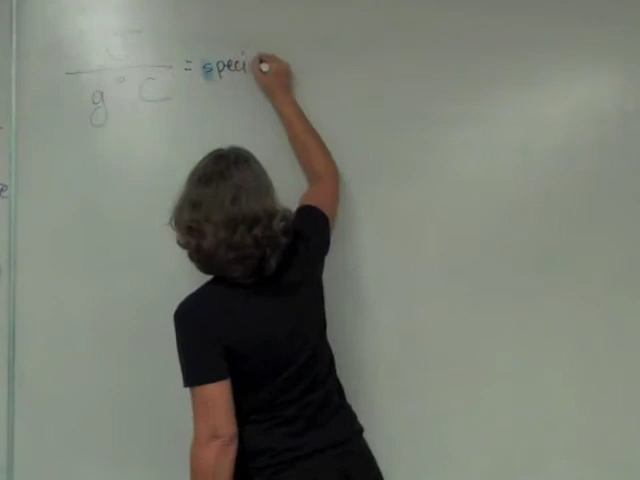 J
g °C = speci